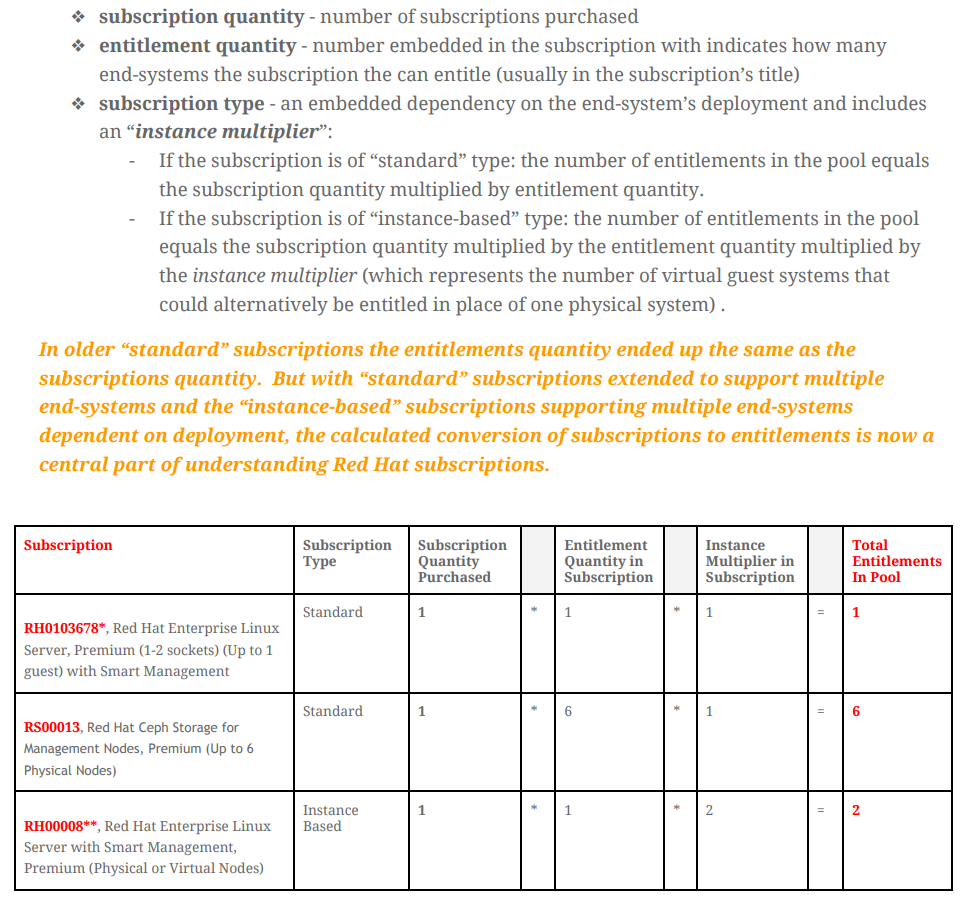 ❖ subscription quantity - number of subscriptions purchased
❖ entitlement quantity - number embedded in the subscription with indicates how many
end-systems the subscription the can entitle (usually in the subscription’s title)
❖ subscription type - an embedded dependency on the end-system’s deployment and includes
an “instance multiplier”:
- If the subscription is of “standard” type: the number of entitlements in the pool equals
the subscription quantity multiplied by entitlement quantity.
- If the subscription is of “instance-based” type: the number of entitlements in the pool
equals the subscription quantity multiplied by the entitlement quantity multiplied by
the instance multiplier (which represents the number of virtual guest systems that
could alternatively be entitled in place of one physical system) .
In older “standard” subscriptions the entitlements quantity ended up the same as the
subscriptions quantity.  But with “standard” subscriptions extended to support multiple
end-systems and the “instance-based” subscriptions supporting multiple end-systems
dependent on deployment, the calculated conversion of subscriptions to entitlements is now a
central part of understanding Red Hat subscriptions.
Subscription
Subscription
Type
Subscription
Quantity
Purchased
Entitlement
Quantity in
Subscription
Instance
Multiplier in
Subscription
Total
Entitlements
In Pool
RH0103678*, Red Hat Enterprise Linux
Server, Premium (1-2 sockets) (Up to 1
guest) with Smart Management
Standard
1
*
1
*
1
=
1
RS00013, Red Hat Ceph Storage for
Management Nodes, Premium (Up to 6
Physical Nodes)
Standard
1
*
6
*
1
=
6
RH00008**, Red Hat Enterprise Linux
Server with Smart Management,
Premium (Physical or Virtual Nodes)
Instance
Based
1
*
1
*
2
=
2